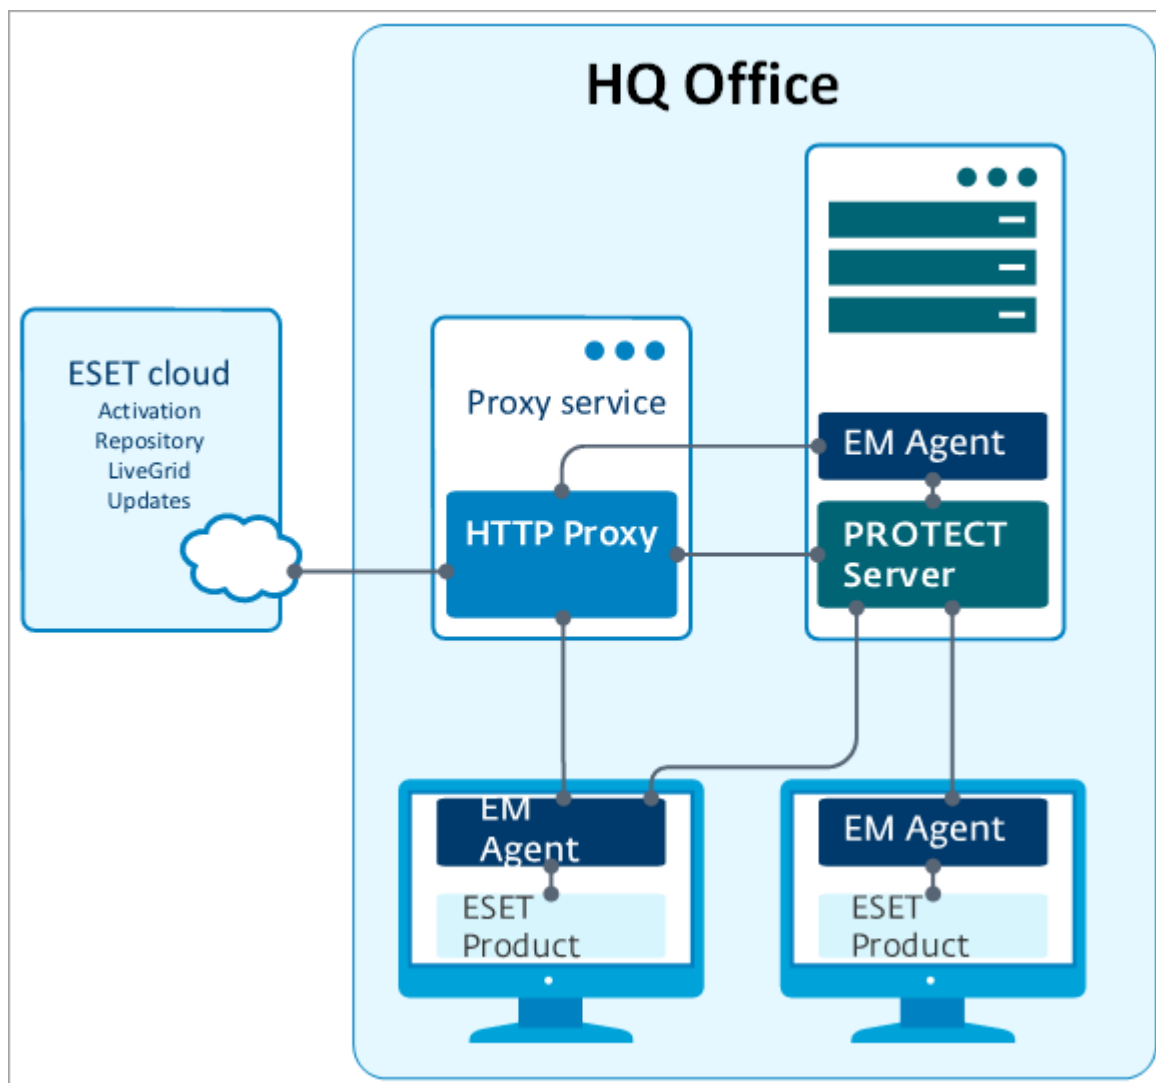 HQ Office
ESET cloud
Activation
Repository
LiveGrid
Updates
Proxy service
HTTP Proxy
EM Agent
PROTECT
Server
EM
Agent
ESET
Product
EM Agent
ESET
Product